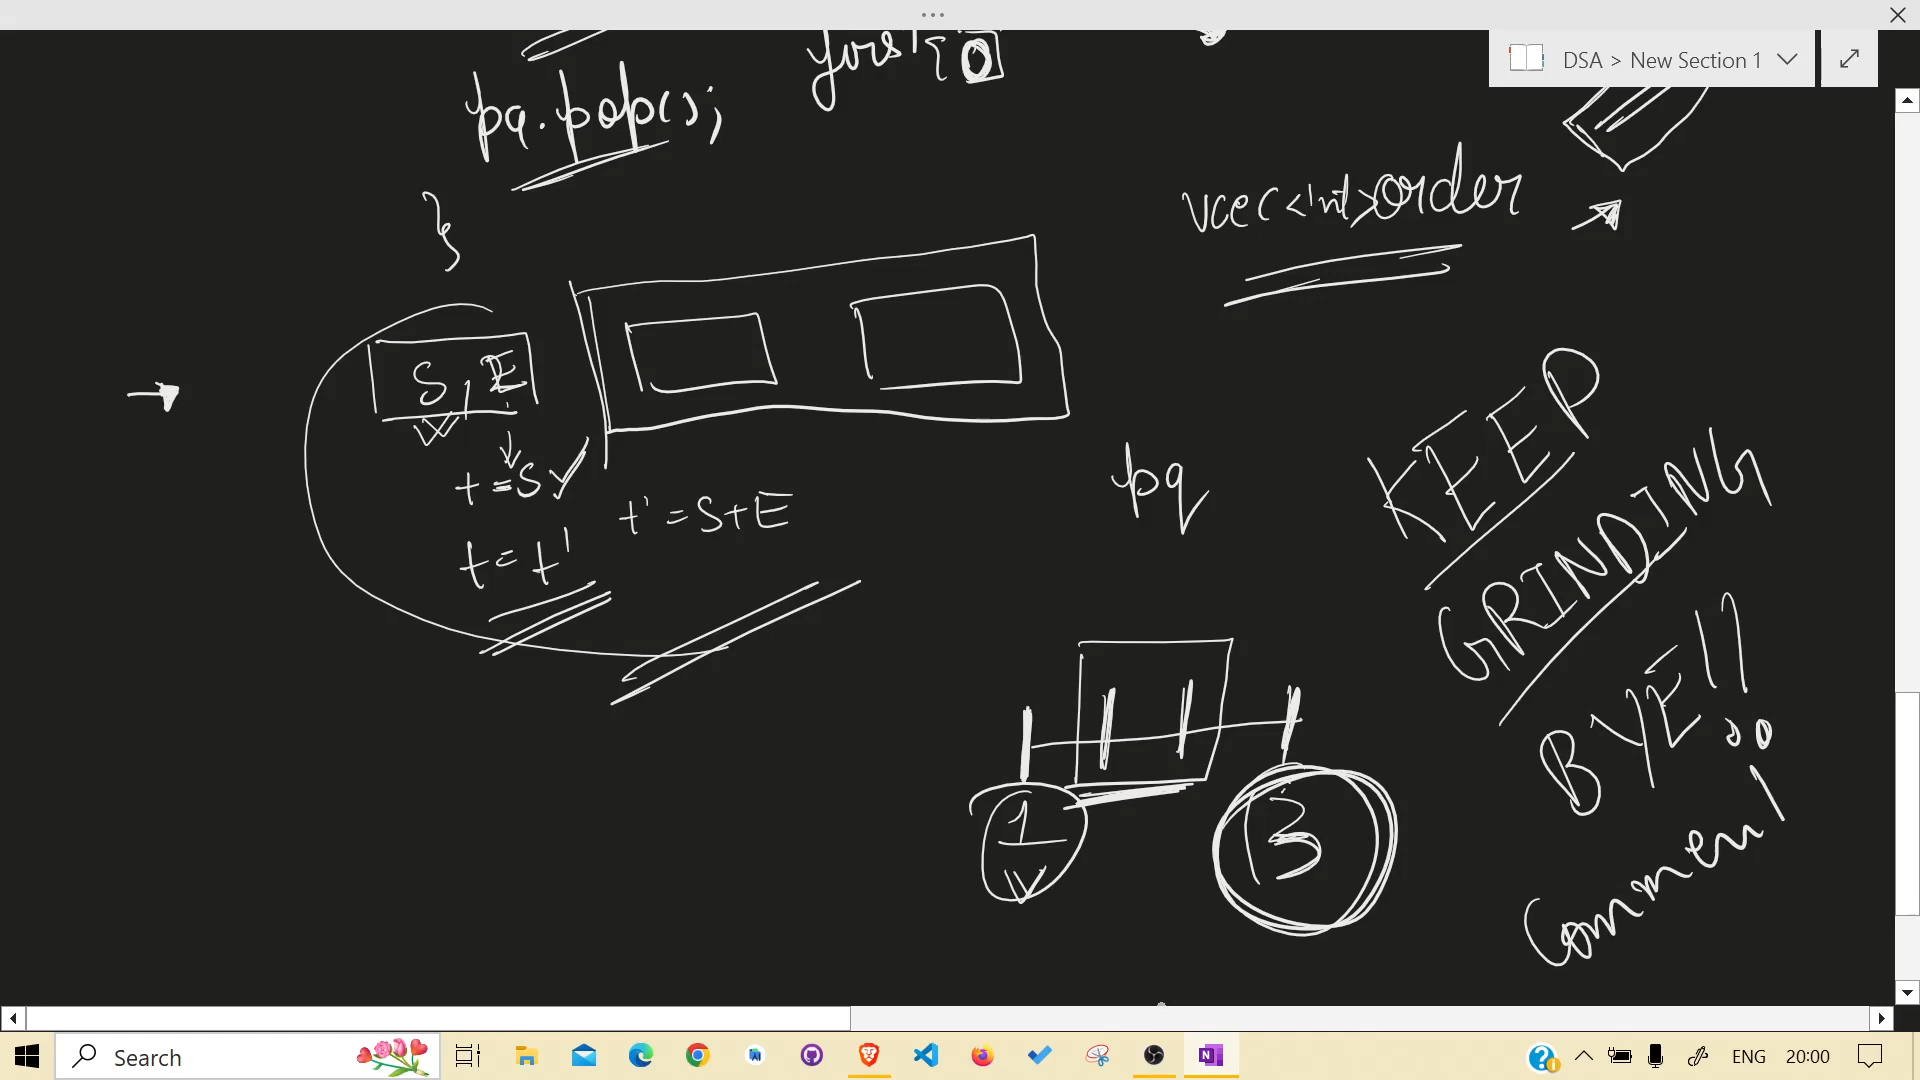 DSA > New Section 1
{0
pq.pop();
}
vec<int>order
S, E
t=S
t' = S+E
t= t'
pq
KEEP
GRINDING
BYE!!
Comment
1
3
Search
ENG
20:00